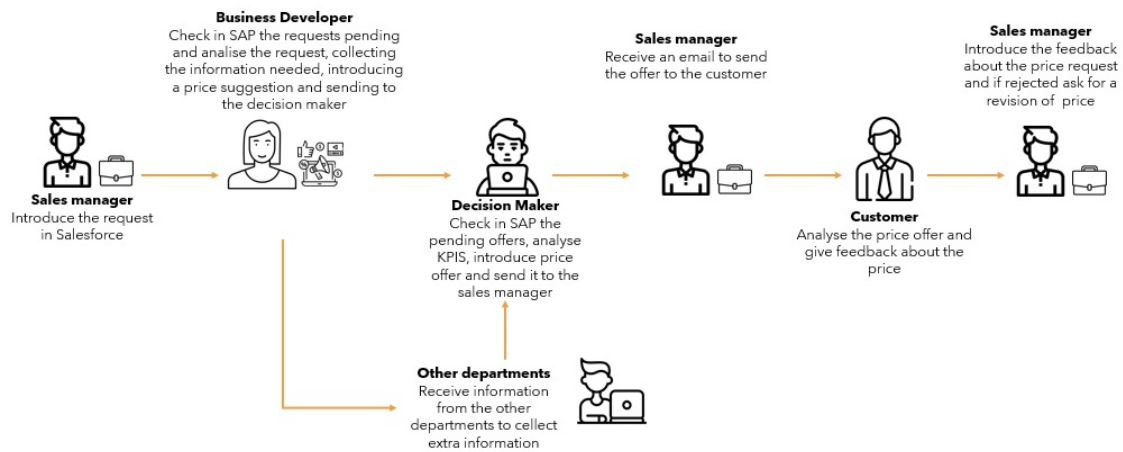 Business Developer
Check in SAP the requests pending
and analise the request, collecting
the information needed, introducing
a price suggestion and sending to
the decision maker
Sales manager
Receive an email to send
the offer to the customer
Sales manager
Introduce the feedback
about the price request
and if rejected ask for a
revision of price
Sales manager
Introduce the request
in Salesforce
Decision Maker
Check in SAP the
pending offers, analyse
KPIS, introduce price
offer and send it to the
sales manager
Customer
Analyse the price offer and
give feedback about the
price
Other departments
Receive information
from the other
departments to cellect
extra information